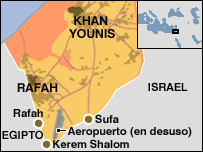 KHAN
YOUNIS
RAFAH
ISRAEL
Rafah
Sufa
EGIPTO
Aeropuerto (en desuso)
Kerem Shalom